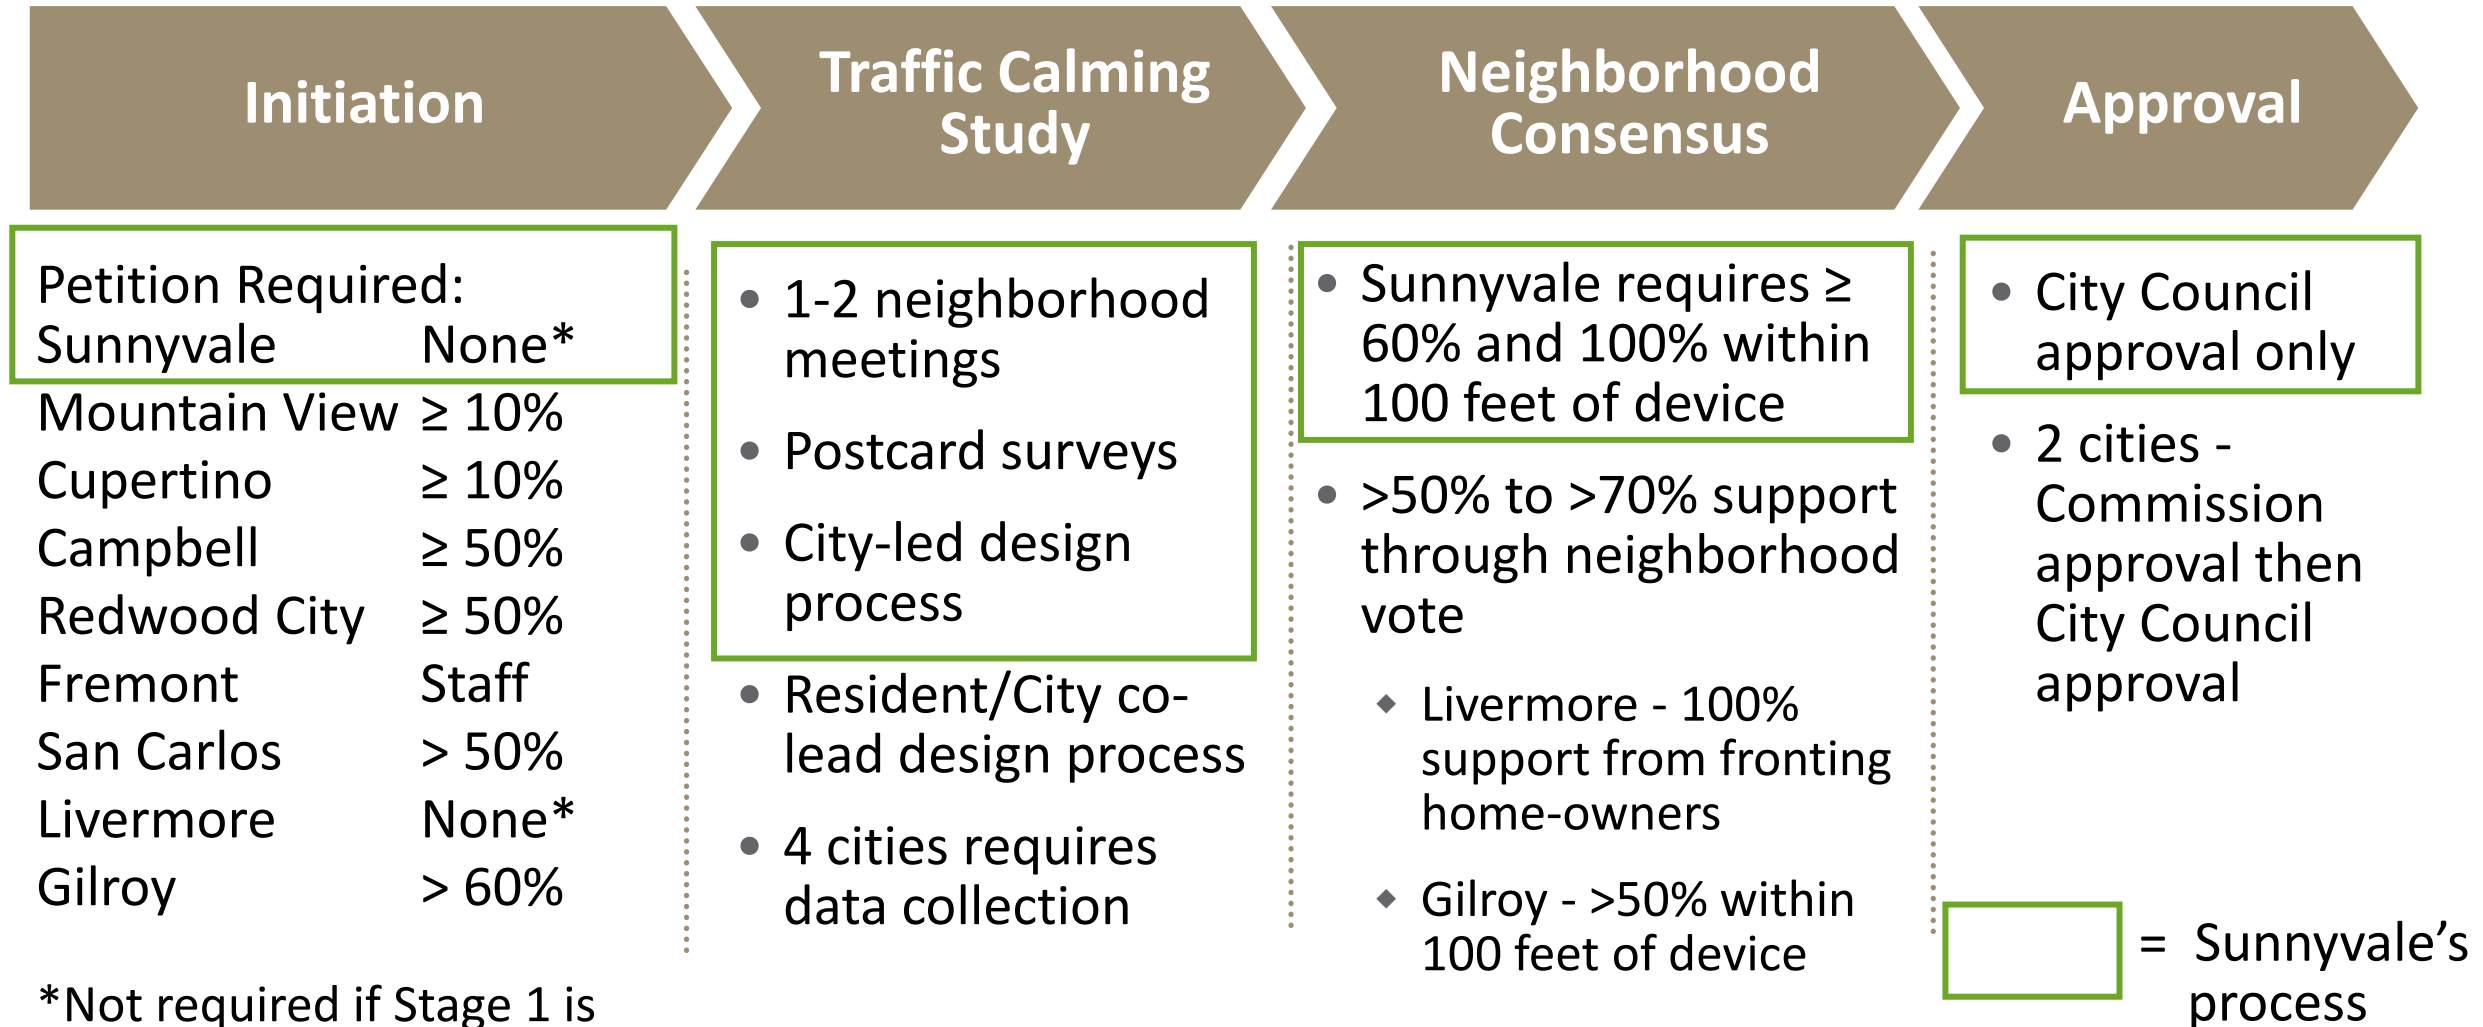 Initiation
Traffic Calming
Study
Neighborhood
Consensus
Approval
Petition Required:
Sunnyvale None*
Mountain View ≥ 10%
Cupertino ≥ 10%
Campbell ≥ 50%
Redwood City ≥ 50%
Fremont Staff
San Carlos > 50%
Livermore None*
Gilroy > 60%
*Not required if Stage 1 is
• 1-2 neighborhood
meetings
• Postcard surveys
• City-led design
process
• Resident/City co-
lead design process
• 4 cities requires
data collection
• Sunnyvale requires ≥
60% and 100% within
100 feet of device
• >50% to >70% support
through neighborhood
vote
◆ Livermore - 100%
support from fronting
home-owners
◆ Gilroy - >50% within
100 feet of device
• City Council
approval only
• 2 cities -
Commission
approval then
City Council
approval
= Sunnyvale’s
process